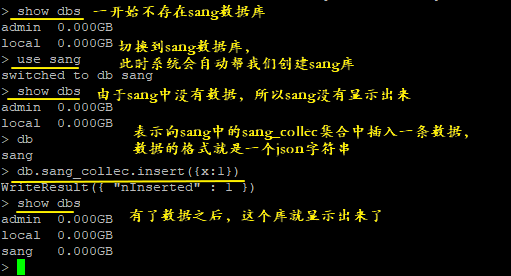 > show dbs --开始不存在sang数据库
admin 0.000GB
local 0.000GB 切换到sang数据库,
> use sang 此时系统会自动帮我们创建sang库
switched to db sang
> show dbs 由于sang中没有数据,所以sang没有显示出来
admin 0.000GB
local 0.000GB
> db 表示向sang中的sang_collec集合中插入一条数据,
sang 数据的格式就是一个json字符串
> db.sang_collec.insert({x:1})
WriteResult({ "nInserted" : 1 })
> show dbs
admin 0.000GB 有了数据之后,这个库就显示出来了
local 0.000GB
sang 0.000GB
>